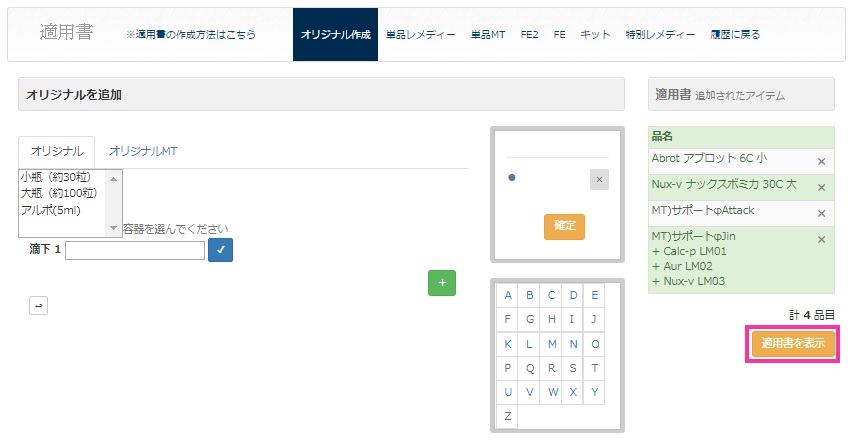 適用書 ※適用書の作成方法はこちら オリジナル作成 単品レメディー 単品MT FE2 FE キット 特別レメディー 履歴に戻る
オリジナルを追加
オリジナル オリジナルMT
小瓶（約30粒）
大瓶（約100粒）
アルポ(5ml)
容器を選んでください
滴下 1
+
×
確定
A B C D E
F G H I J
K L M N O
P Q R S T
U V W X Y
Z
適用書 追加されたアイテム
品名
Abrot アブロット 6C 小 ×
Nux-v ナックスボミカ 30C 大 ×
MT)サポートφAttack ×
MT)サポートφJin ×
+ Calc-p LM01
+ Aur LM02
+ Nux-v LM03
計 4 品目
適用書を表示